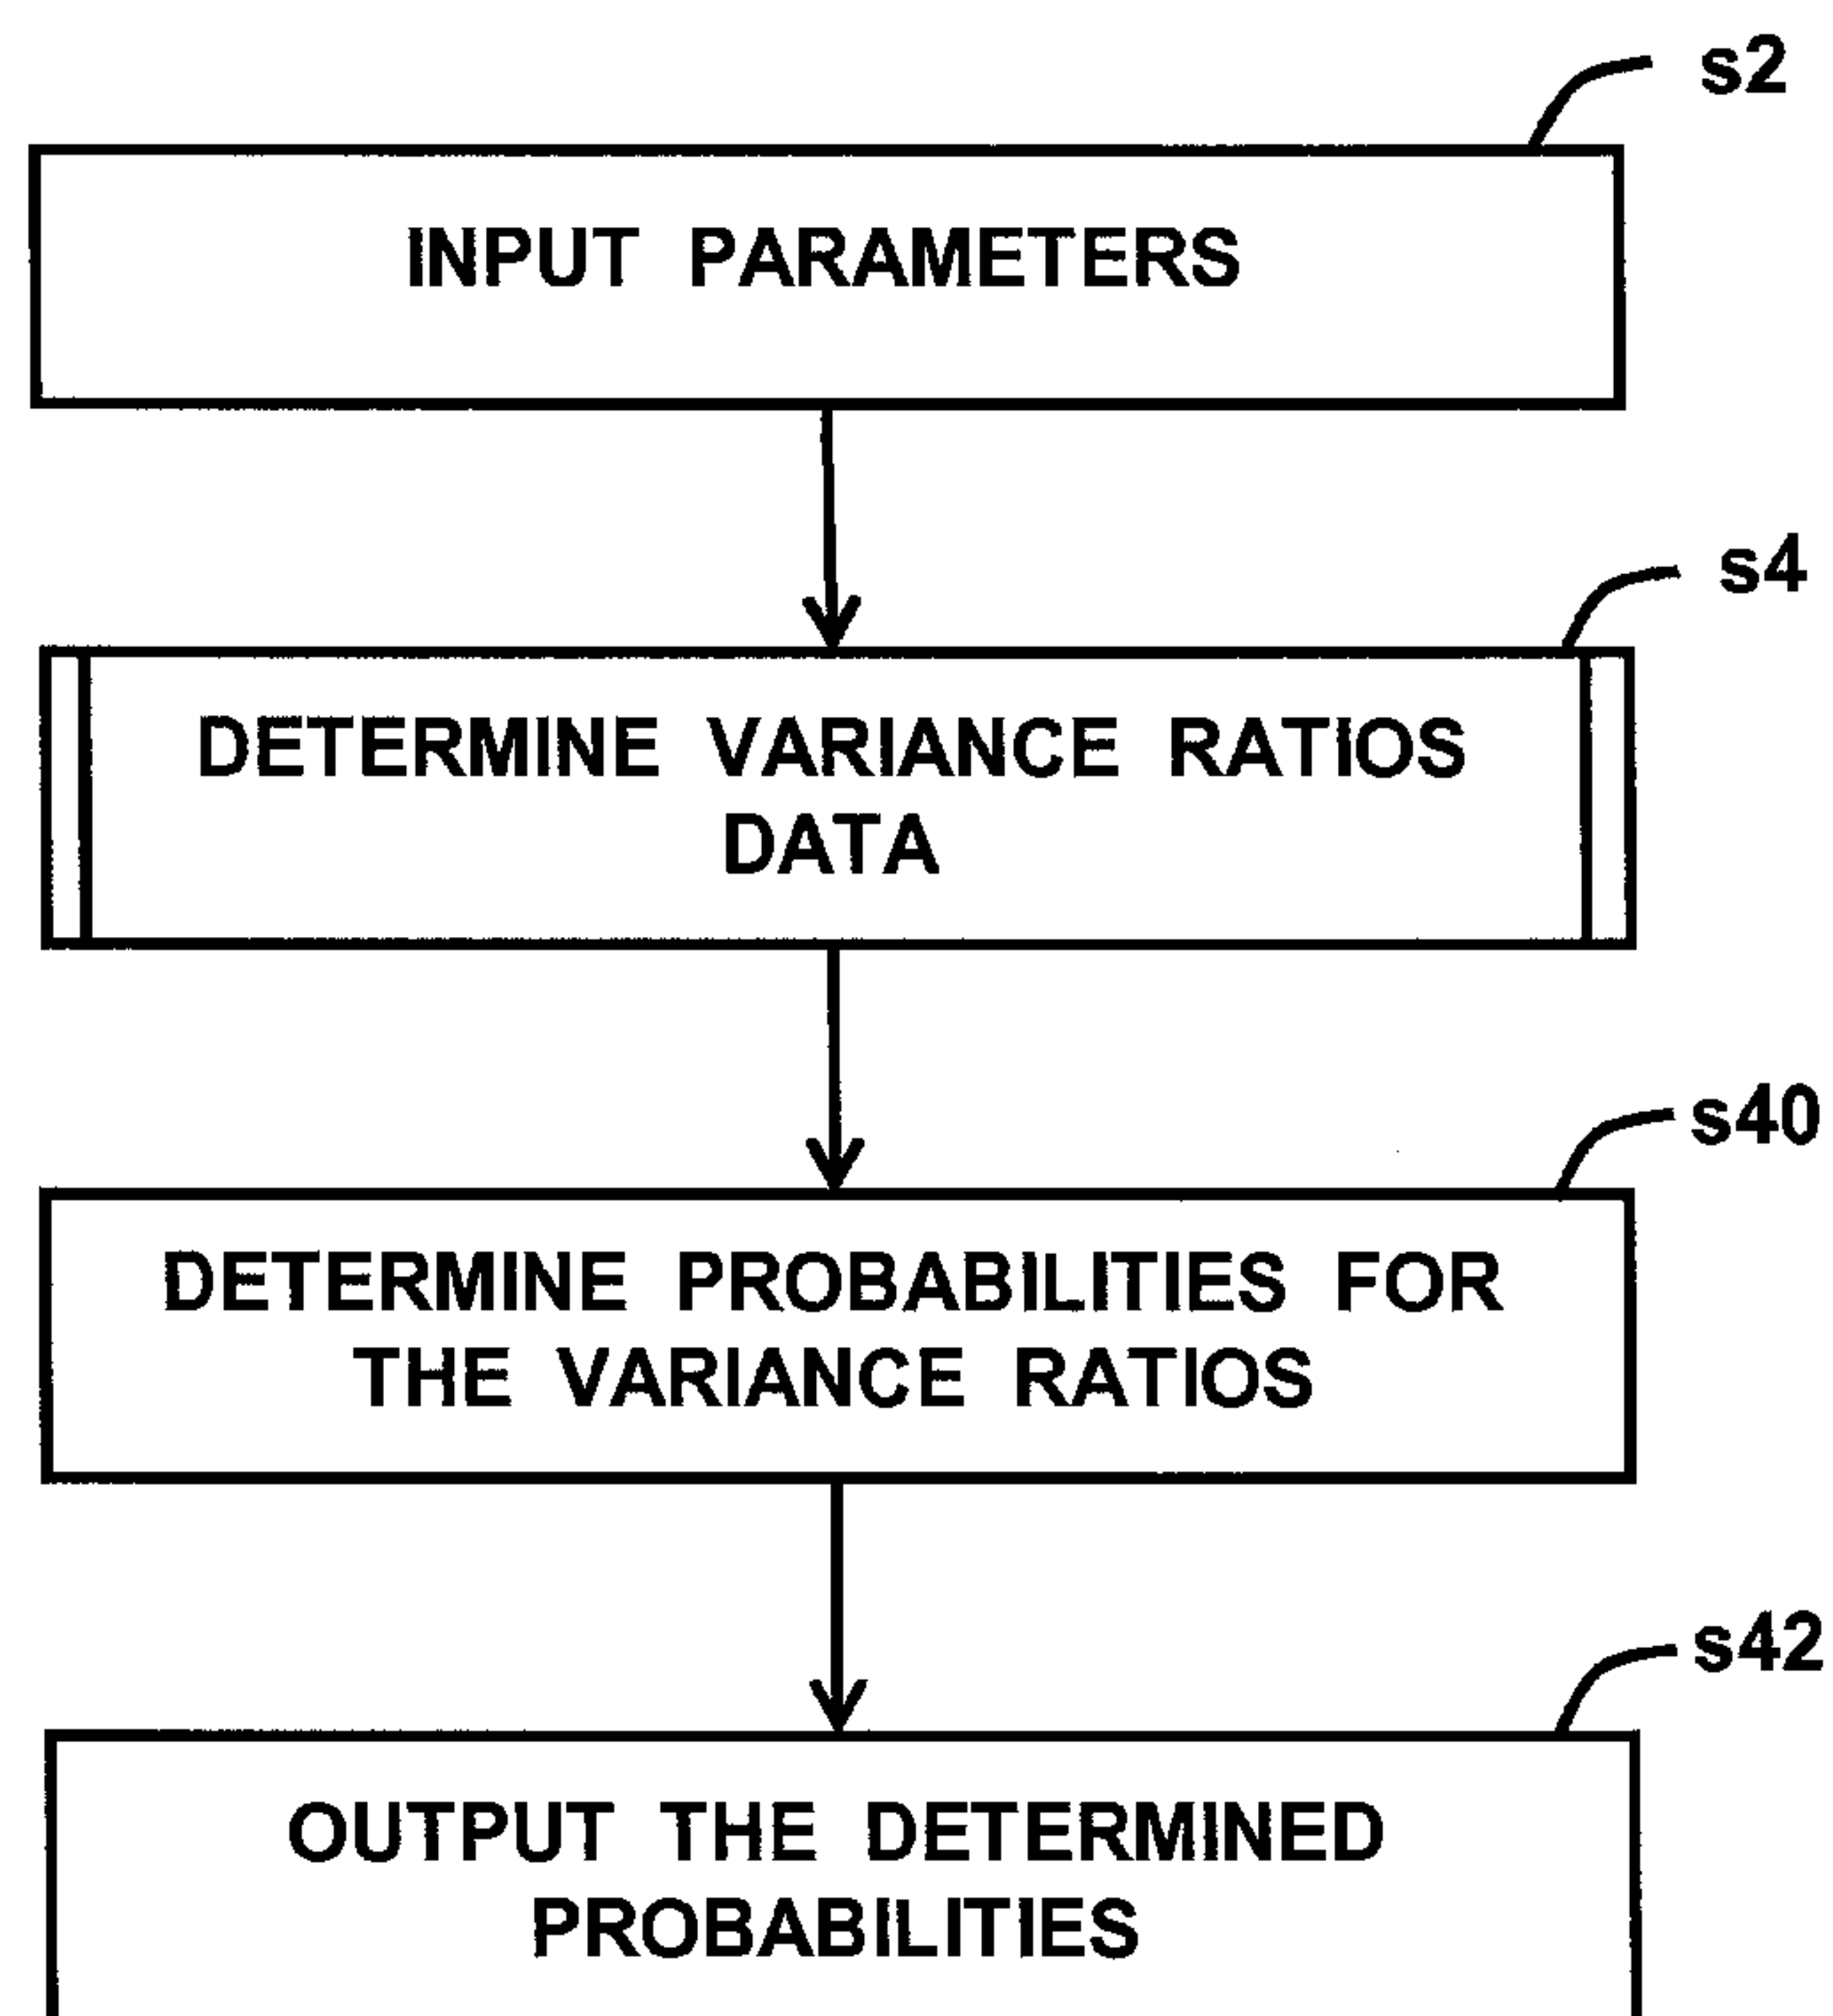 s2
INPUT PARAMETERS
s4
DETERMINE VARIANCE RATIOS
DATA
s40
DETERMINE PROBABILITIES FOR
THE VARIANCE RATIOS
s42
OUTPUT THE DETERMINED
PROBABILITIES